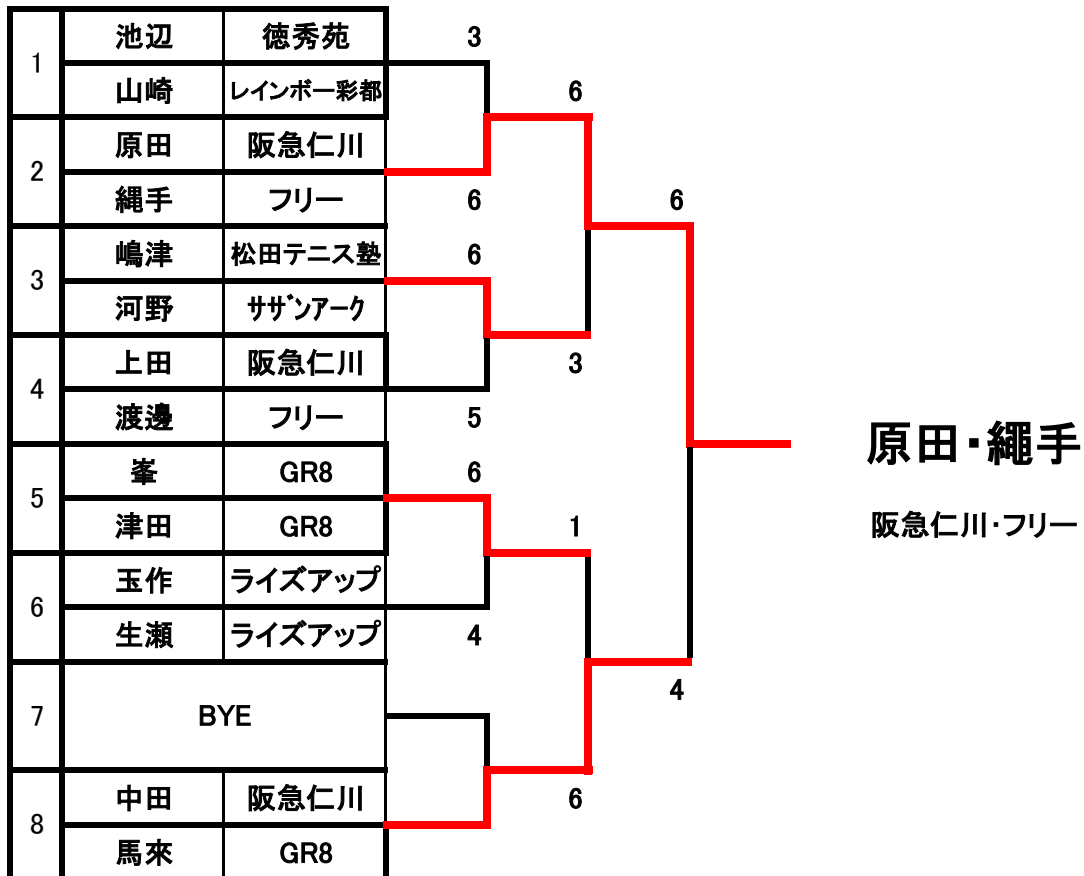 池辺 徳秀苑 3
1
山崎 レインボー彩都 6
原田 阪急仁川
2
縄手 フリー 6 6
嶋津 松田テニス塾 6
3
河野 サザンアーク
上田 阪急仁川 3
4
渡邊 フリー 5
原田・繩手
峯 GR8 6
5
津田 GR8 1
阪急仁川・フリー
玉作 ライズアップ
6
生瀬 ライズアップ 4
4
7 BYE
中田 阪急仁川 6
8
馬來 GR8